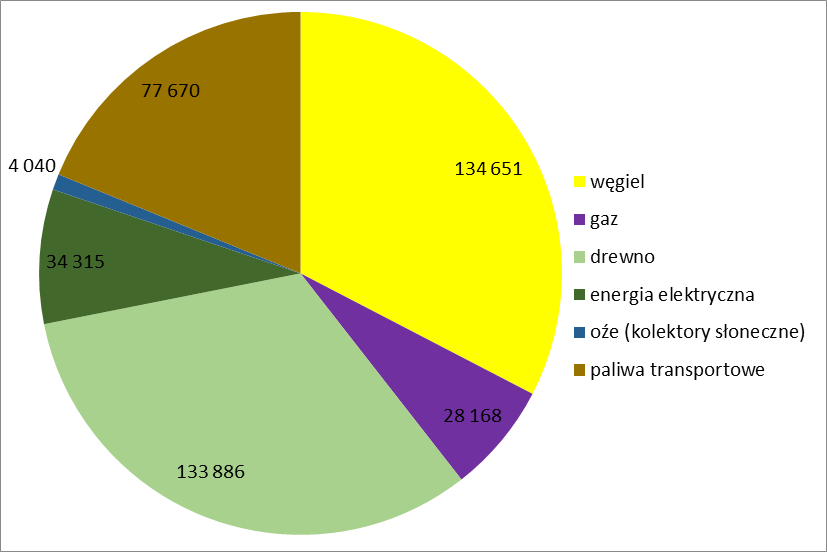 77 670
134 651
4 040
34 315
28 168
133 886
węgiel
gaz
drewno
energia elektryczna
oźe (kolektory słoneczne)
paliwa transportowe